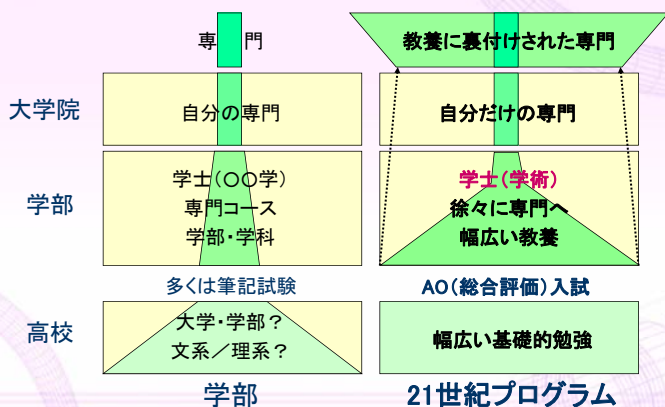 専門
教養に裏付けされた専門
大学院
自分の専門
自分だけの専門
学部
学士(〇〇学)
専門コース
学部・学科
学士(学術)
徐々に専門へ
幅広い教養
多くは筆記試験
AO(総合評価)入試
高校
大学・学部?
文系/理系?
幅広い基礎的勉強
学部
21世紀プログラム